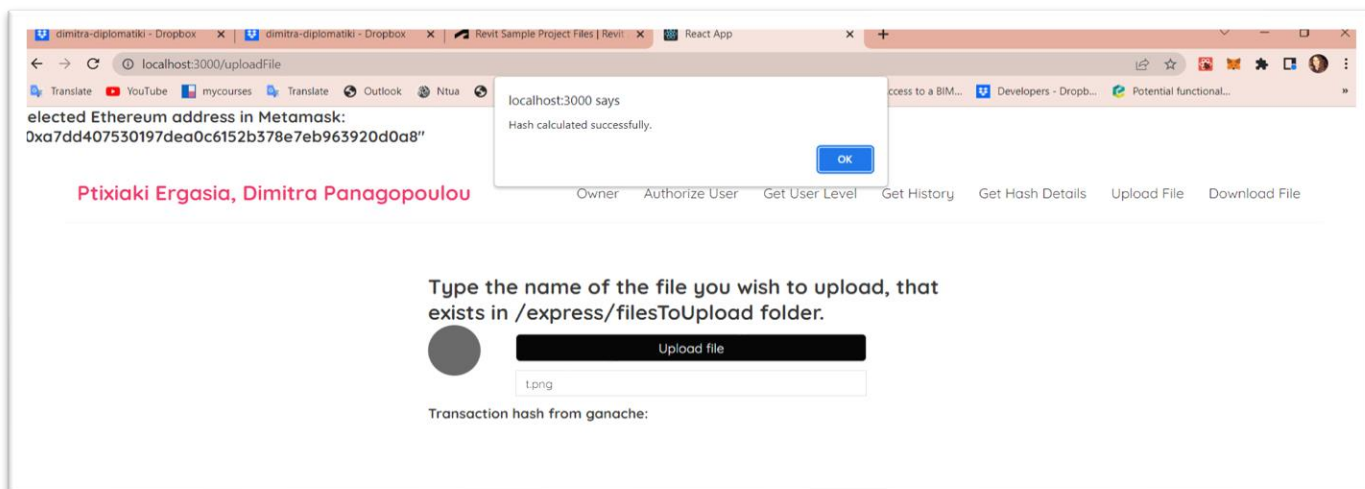 dimitra-diplomatiki - Dropbox
dimitra-diplomatiki - Dropbox
Revit Sample Project Files | Revit
React App
localhost:3000/uploadFile
Translate
YouTube
mycourses
Translate
Outlook
Ntua
ccess to a BIM...
Developers - Dropb...
Potential functional...
localhost:3000 says
Hash calculated successfully.
OK
elected Ethereum address in Metamask:
0xa7dd407530197dea0c6152b378e7eb963920d0a8"
Ptixiaki Ergasia, Dimitra Panagopoulou
Owner
Authorize User
Get User Level
Get History
Get Hash Details
Upload File
Download File
Type the name of the file you wish to upload, that
exists in /express/filesToUpload folder.
Upload file
t.png
Transaction hash from ganache: